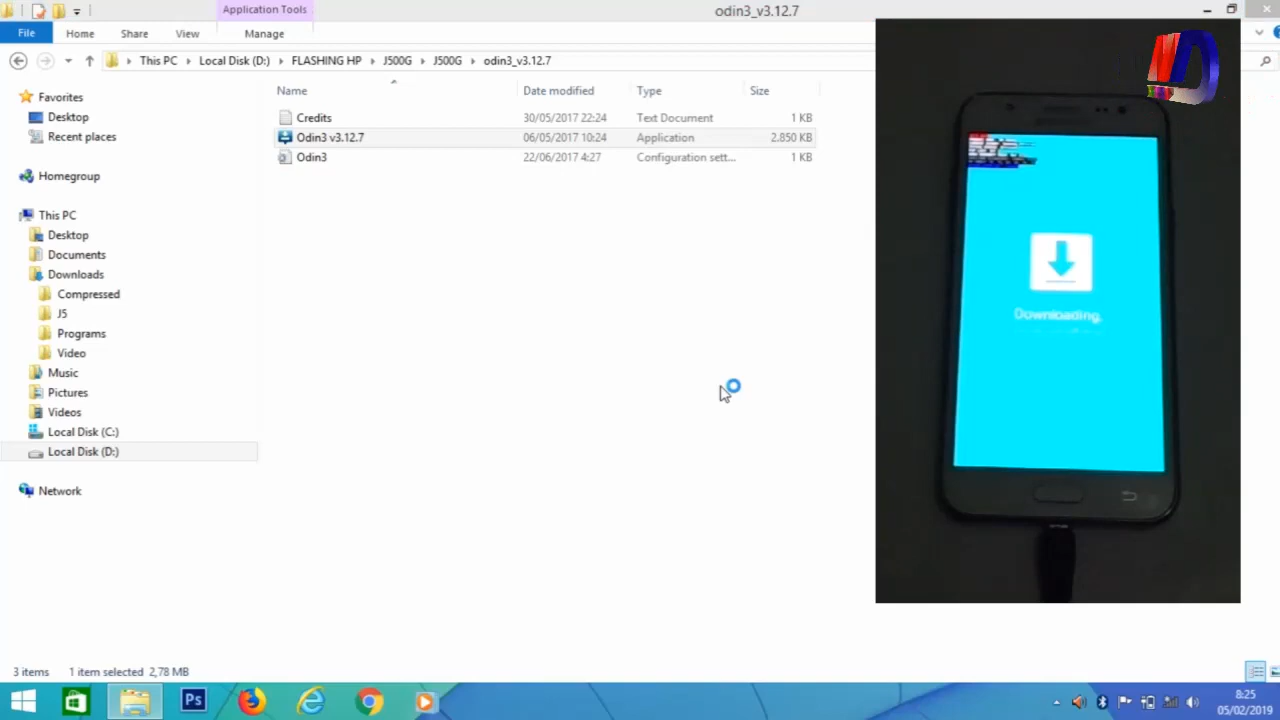 Application Tools
odin3_v3.12.7
File
Home
Share
View
Manage
This PC
Local Disk (D:)
FLASHING HP
J500G
J500G
odin3_v3.12.7
Name
Date modified
Type
Size
Credits
30/05/2017 22:24
Text Document
1 KB
Odin3 v3.12.7
06/05/2017 10:24
Application
2.850 KB
Odin3
22/06/2017 4:27
Configuration sett...
1 KB
Favorites
Desktop
Recent places
Homegroup
This PC
Desktop
Documents
Downloads
Compressed
J5
Programs
Video
Music
Pictures
Videos
Local Disk (C:)
Local Disk (D:)
Network
Downloading.
3 items
1 item selected 2,78 MB
Ps
8:25
05/02/2019